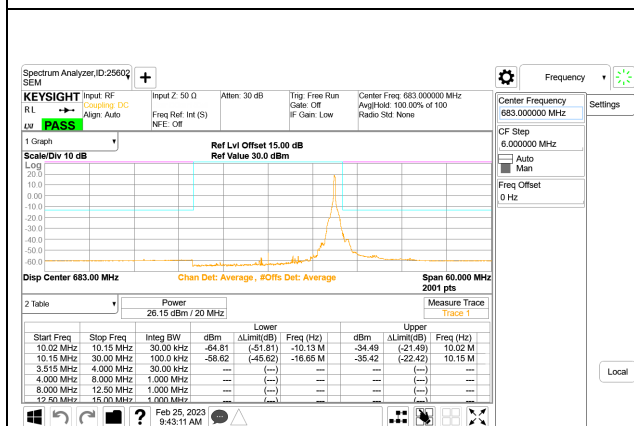 Spectrum Analyzer,ID:25602
SEM
+
Frequency
KEYSIGHT
RL
PASS
Input: RF
Coupling: DC
Align: Auto
Input Z: 50 Ω
Freq Ref: Int (S)
NFE: Off
Atten: 30 dB
Trig: Free Run
Gate: Off
IF Gain: Low
Center Freq: 683.000000 MHz
Avg|Hold: 100.00% of 100
Radio Std: None
Center Frequency
683.000000 MHz
Settings
CF Step
6.000000 MHz
Auto
Man
Freq Offset
0 Hz
Local
1 Graph
Scale/Div 10 dB
Ref Lvl Offset 15.00 dB
Ref Value 30.0 dBm
Log
20.0
10.0
0.00
-10.0
-20.0
-30.0
-40.0
-50.0
-60.0
Disp Center 683.00 MHz
Chan Det: Average , #Offs Det: Average
Span 60.000 MHz
2001 pts
2 Table
Power
26.15 dBm / 20 MHz
Measure Trace
Trace 1
Lower Upper
Start Freq Stop Freq Integ BW dBm ΔLimit(dB) Freq (Hz) dBm ΔLimit(dB) Freq (Hz)
10.02 MHz 10.15 MHz 30.00 kHz -64.81 (-51.81) -10.13 M -34.49 (-21.49) 10.02 M
10.15 MHz 30.00 MHz 100.0 kHz -58.62 (-45.62) -16.65 M -35.42 (-22.42) 10.15 M
3.515 MHz 4.000 MHz 30.00 kHz --- (---) --- --- (---) ---
4.000 MHz 8.000 MHz 1.000 MHz --- (---) --- --- (---) ---
8.000 MHz 12.50 MHz 1.000 MHz --- (---) --- --- (---) ---
12.50 MHz 15.00 MHz 1.000 MHz --- (---) --- --- (---) ---
?
Feb 25, 2023
9:43:11 AM